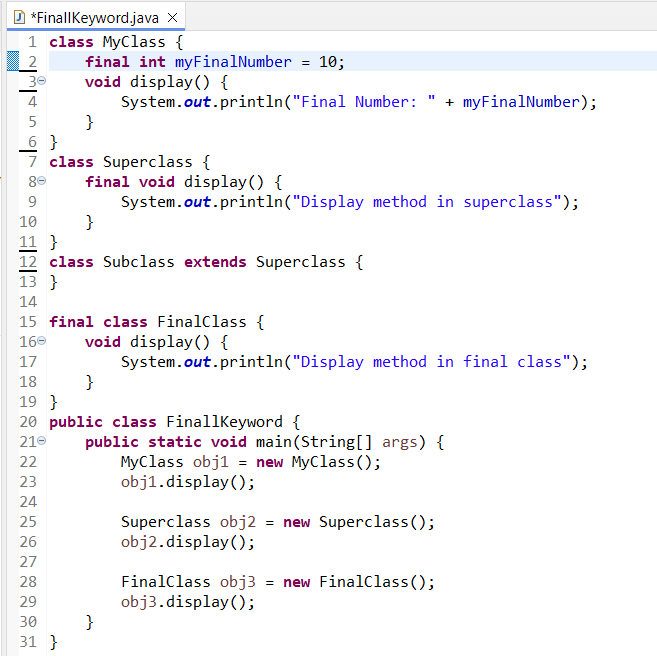 *FinallKeyword.java ×
1 class MyClass {
2     final int myFinalNumber = 10;
3     void display() {
4         System.out.println("Final Number: " + myFinalNumber);
5     }
6 }
7 class Superclass {
8     final void display() {
9         System.out.println("Display method in superclass");
10     }
11 }
12 class Subclass extends Superclass {
13 }
14
15 final class FinalClass {
16     void display() {
17         System.out.println("Display method in final class");
18     }
19 }
20 public class FinallKeyword {
21     public static void main(String[] args) {
22         MyClass obj1 = new MyClass();
23         obj1.display();
24
25         Superclass obj2 = new Superclass();
26         obj2.display();
27
28         FinalClass obj3 = new FinalClass();
29         obj3.display();
30     }
31 }